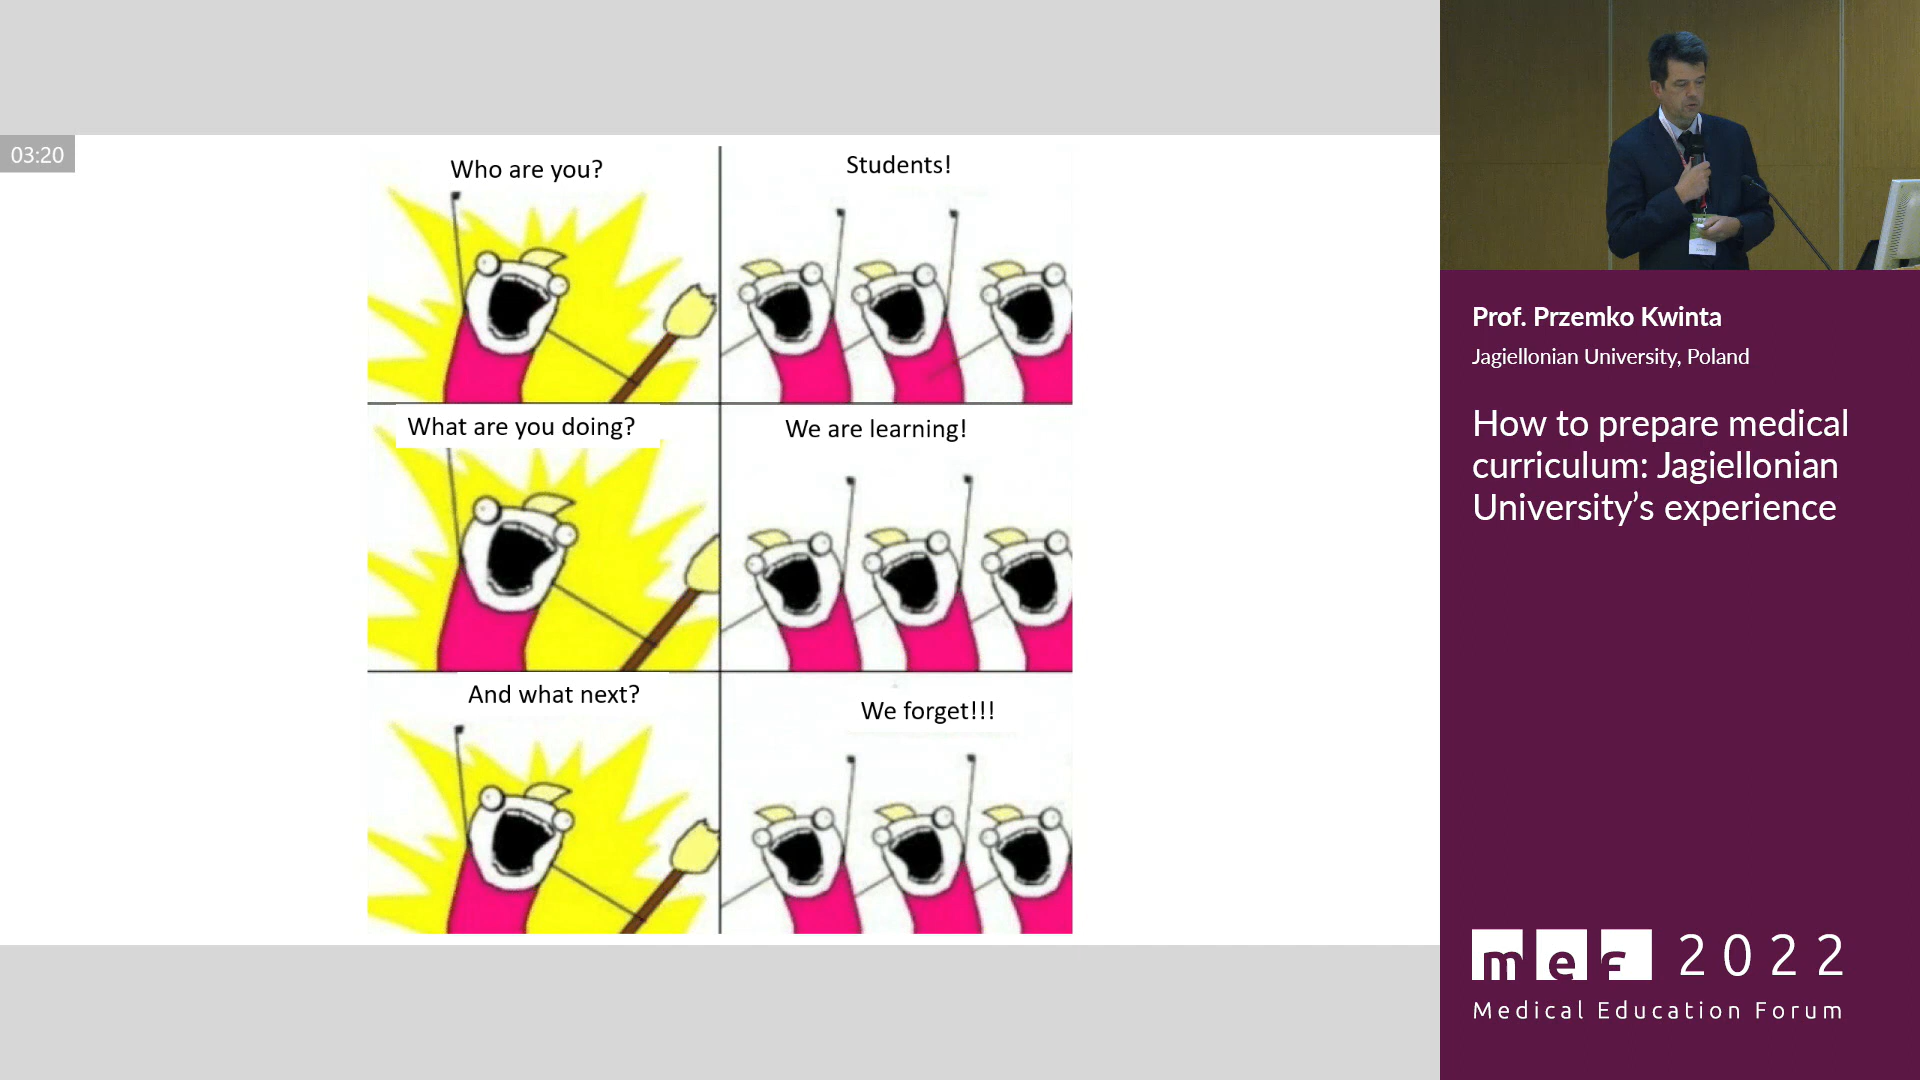 03:20
Who are you?
Students!
What are you doing?
We are learning!
And what next?
We forget!!!
Prof. Przemko Kwinta
Jagiellonian University, Poland
How to prepare medical
curriculum: Jagiellonian
University’s experience
mef 2022
Medical Education Forum